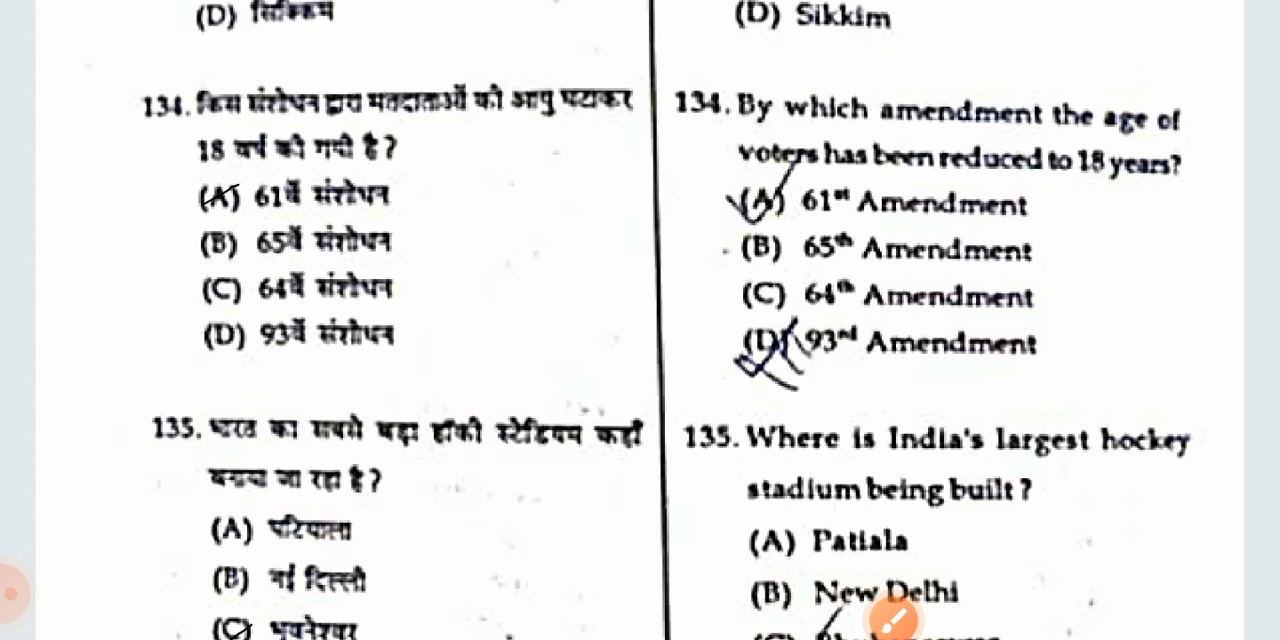 (D) सिक्किम
134. किस संशोधन द्वारा मतदाताओं की आयु घटाकर
18 वर्ष की गयी है ?
(A) 61वें संशोधन
(B) 65वें संशोधन
(C) 64वें संशोधन
(D) 93वें संशोधन
135. भारत का सबसे बड़ा हॉकी स्टेडियम कहाँ
बनाया जा रहा है ?
(A) पटियाला
(B) नई दिल्ली
(C) भुवनेश्वर
(D) Sikkim
134. By which amendment the age of
voters has been reduced to 18 years?
(A) 61st Amendment
(B) 65th Amendment
(C) 64th Amendment
(D) 93rd Amendment
135. Where is India's largest hockey
stadium being built ?
(A) Patiala
(B) New Delhi